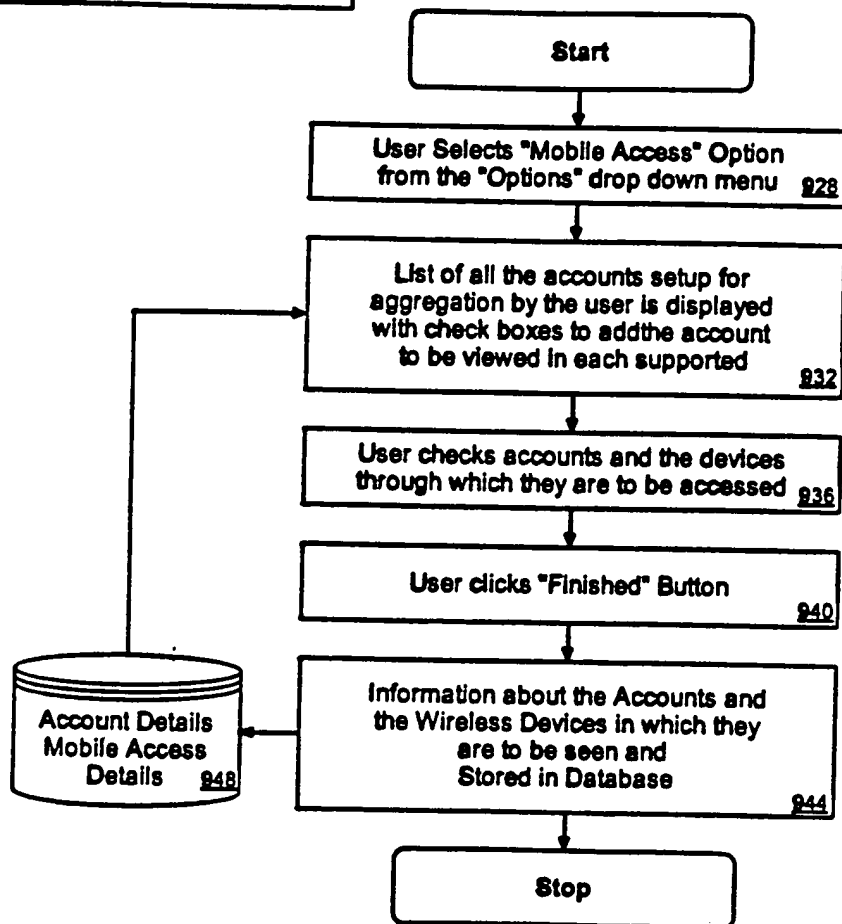 Start
User Selects "Mobile Access" Option
from the "Options" drop down menu 928
List of all the accounts setup for
aggregation by the user is displayed
with check boxes to addthe account
to be viewed in each supported
932
User checks accounts and the devices
through which they are to be accessed 936
User clicks "Finished" Button
940
Information about the Accounts and
the Wireless Devices in which they
are to be seen and
Stored in Database
944
Account Details
Mobile Access
Details 948
Stop